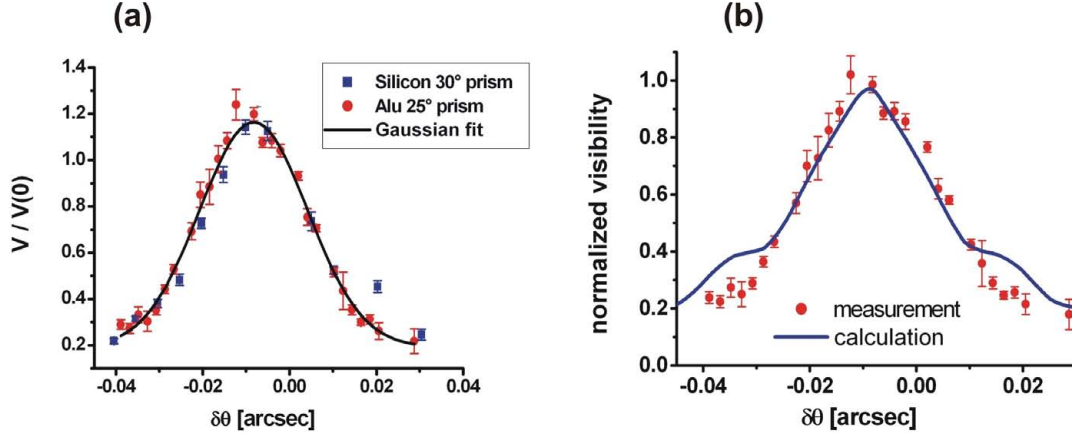 (a)
V / V(0)
1.4
1.2
1.0
0.8
0.6
0.4
0.2
-0.04
-0.02
0.00
0.02
0.04
δθ [arcsec]
Silicon 30° prism
Alu 25° prism
Gaussian fit
(b)
normalized visibility
1.0
0.8
0.6
0.4
0.2
0.0
-0.04
-0.02
0.00
0.02
δθ [arcsec]
measurement
calculation